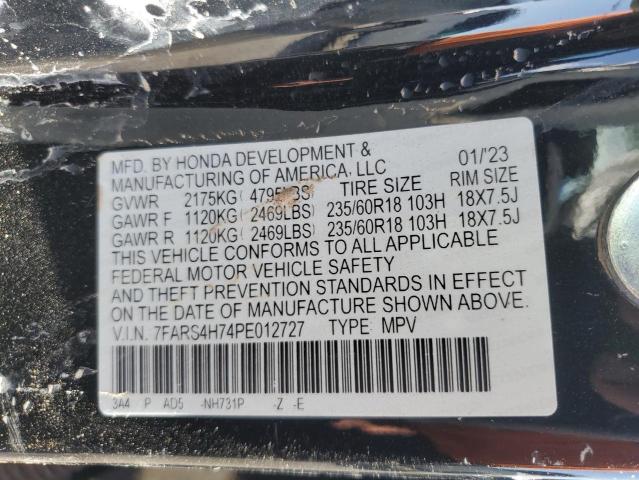 MFD. BY HONDA DEVELOPMENT & 01/'23
MANUFACTURING OF AMERICA, LLC
GVWR 2175KG( TIRE SIZE RIM SIZE
GAWR F 1120KG( 2469LBS) 235/60R18 103H 18X7.5J
GAWR R 1120KG( 2469LBS) 235/60R18 103H 18X7.5J
THIS VEHICLE CONFORMS TO ALL APPLICABLE
FEDERAL MOTOR VEHICLE SAFETY
AND THEFT PREVENTION STANDARDS IN EFFECT
ON THE DATE OF MANUFACTURE SHOWN ABOVE.
V.I.N. 7FARS4H74PE012727 TYPE: MPV
3A4 P AD5 -NH731P -Z -E